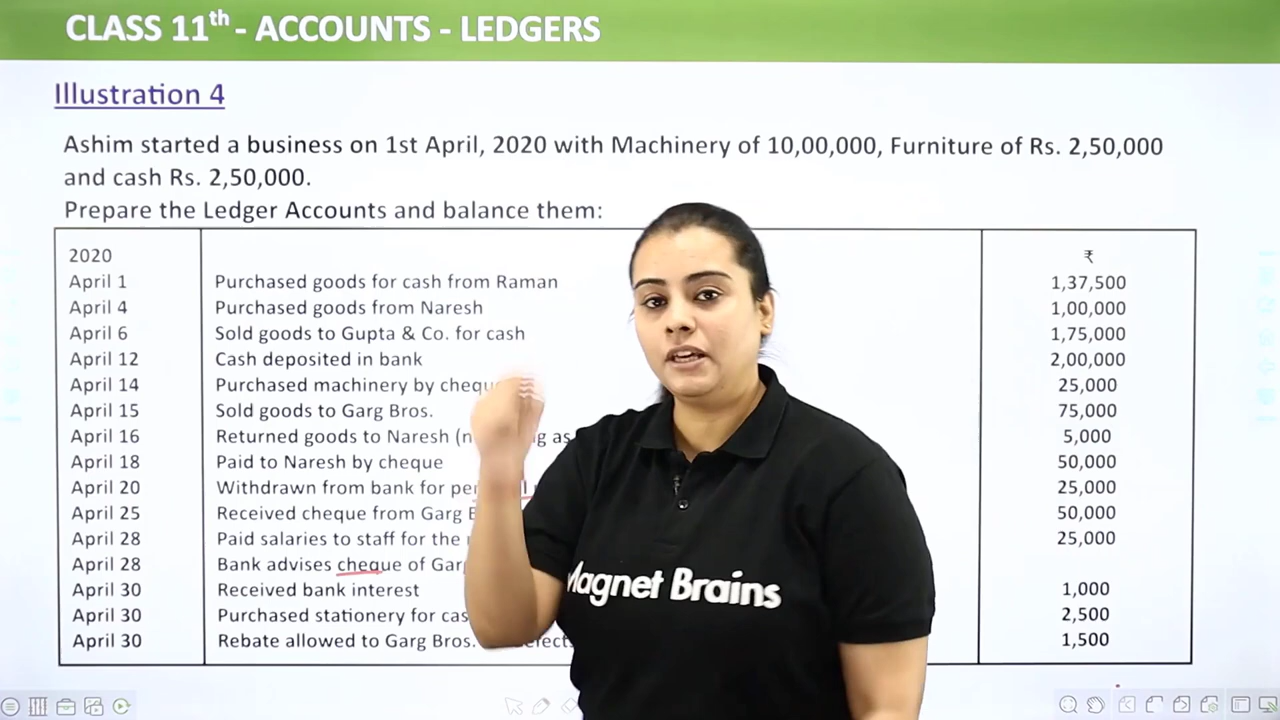 CLASS 11th - ACCOUNTS - LEDGERS
Illustration 4
Ashim started a business on 1st April, 2020 with Machinery of 10,00,000, Furniture of Rs. 2,50,000
and cash Rs. 2,50,000.
Prepare the Ledger Accounts and balance them:
2020 ₹
April 1 Purchased goods for cash from Raman 1,37,500
April 4 Purchased goods from Naresh 1,00,000
April 6 Sold goods to Gupta & Co. for cash 1,75,000
April 12 Cash deposited in bank 2,00,000
April 14 Purchased machinery by 25,000
April 15 Sold goods to Garg Bros. 75,000
April 16 Returned goods to Naresh as 5,000
April 18 Paid to Naresh by cheque 50,000
April 20 Withdrawn from bank for 25,000
April 25 Received cheque from Garg 50,000
April 28 Paid salaries to staff for the 25,000
April 28 Bank advises cheque of
April 30 Received bank interest 1,000
April 30 Purchased stationery for 2,500
April 30 Rebate allowed to Garg Bros. 1,500
Magnet Brains